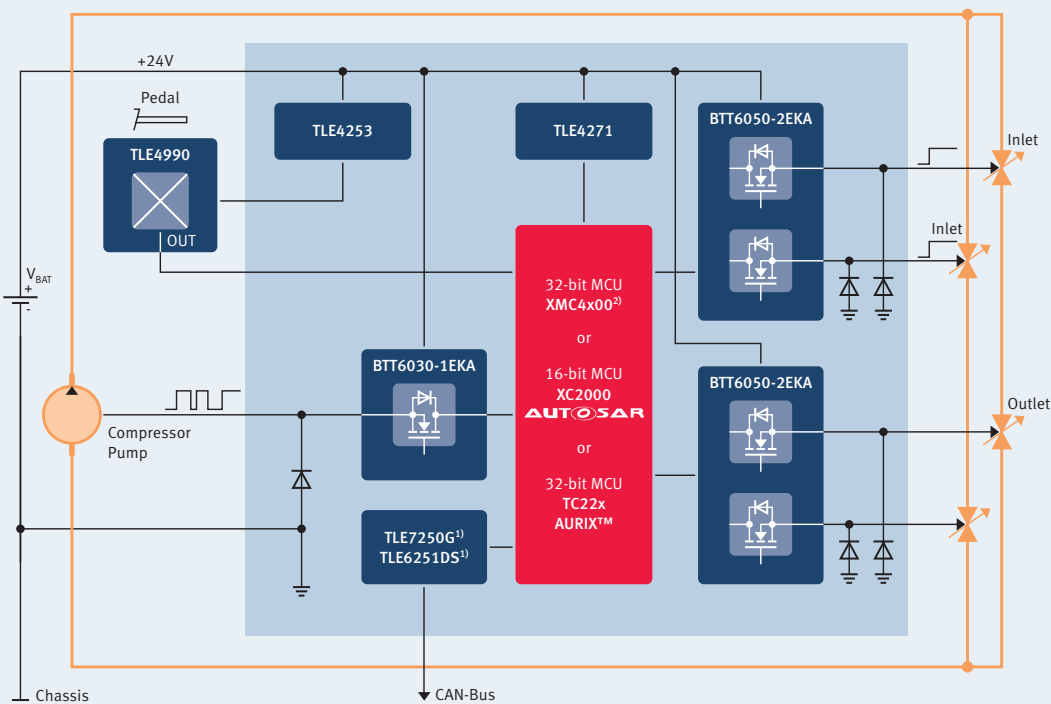 +24V
Pedal
TLE4990
OUT
TLE4253
TLE4271
BTT6050-2EKA
Inlet
Inlet
V_BAT
+
-
32-bit MCU
XMC4x00²⁾
or
16-bit MCU
XC2000
AUTOSAR
or
32-bit MCU
TC22x
AURIX™
BTT6030-1EKA
BTT6050-2EKA
Outlet
Compressor
Pump
TLE7250G¹⁾
TLE6251DS¹⁾
Chassis
CAN-Bus